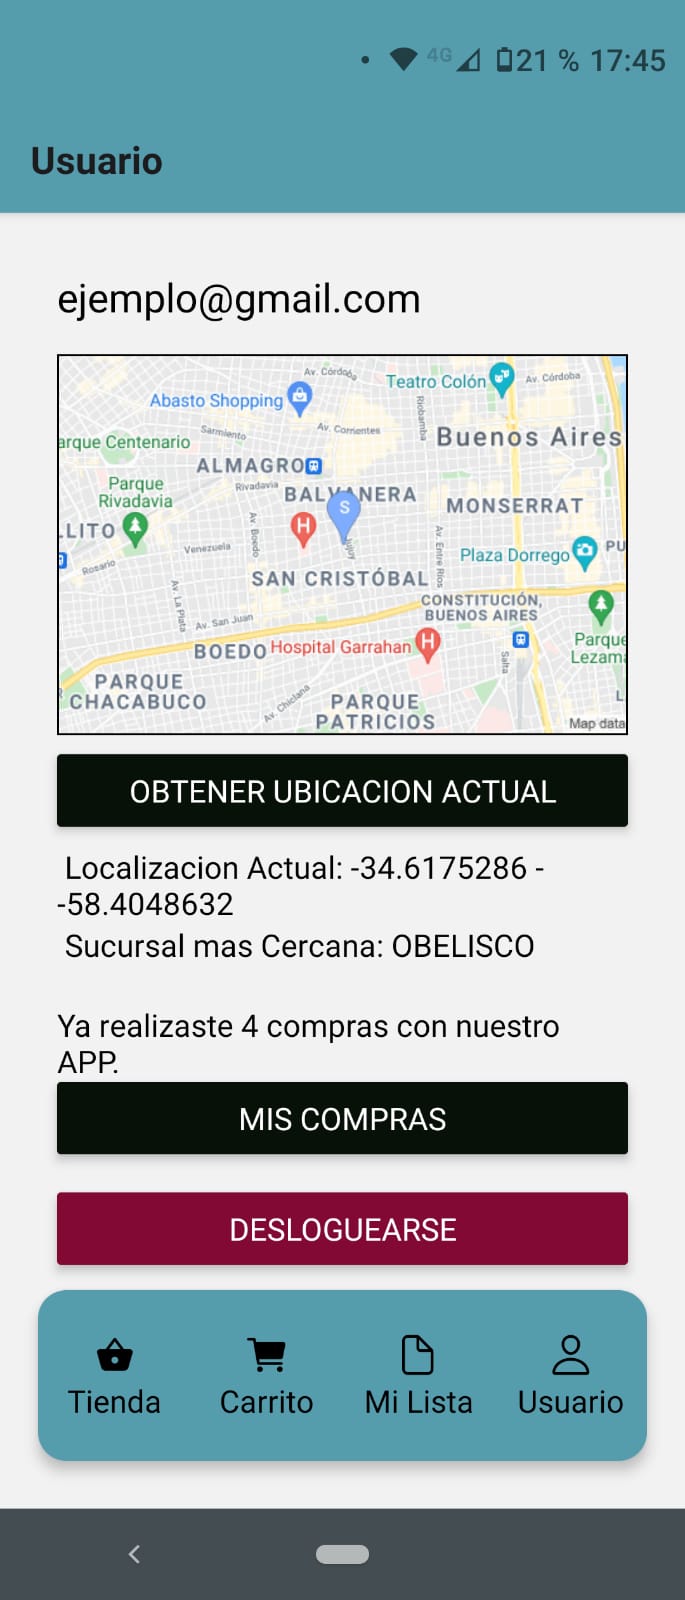 4G 21 % 17:45
Usuario
ejemplo@gmail.com
Av. Córdoba
Teatro Colón
Av. Córdoba
Abasto Shopping
Riobamba
Sarmiento
Av. Corrientes
Buenos Aires
arque Centenario
ALMAGRO
Parque
Rivadavia
Rivadavia
BALVANERA
MONSERRAT
S
LLITO
H
Av. Boedo
Jujuy
Av. Entre Ríos
Venezuela
Plaza Dorrego
PU
Rosario
SAN CRISTÓBAL
Av. La Plata
CONSTITUCIÓN,
BUENOS AIRES
Av. San Juan
BOEDO
Hospital Garrahan
H
Salta
Parque
Lezama
PARQUE
CHACABUCO
Av. Chiclana
PARQUE
PATRICIOS
L
Map data
OBTENER UBICACION ACTUAL
Localizacion Actual: -34.6175286 -
-58.4048632
Sucursal mas Cercana: OBELISCO
Ya realizaste 4 compras con nuestro
APP.
MIS COMPRAS
DESLOGUEARSE
Tienda Carrito Mi Lista Usuario